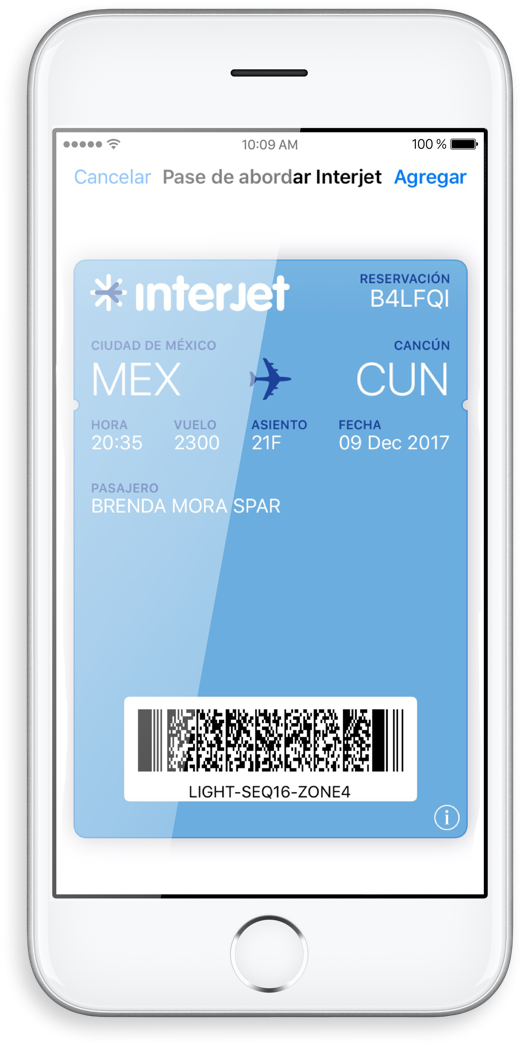 10:09 AM 100 %
Cancelar Pase de abordar Interjet Agregar
interjet RESERVACIÓN
B4LFQI
CIUDAD DE MÉXICO CANCÚN
MEX CUN
HORA VUELO ASIENTO FECHA
20:35 2300 21F 09 Dec 2017
PASAJERO
BRENDA MORA SPAR
LIGHT-SEQ16-ZONE4
i